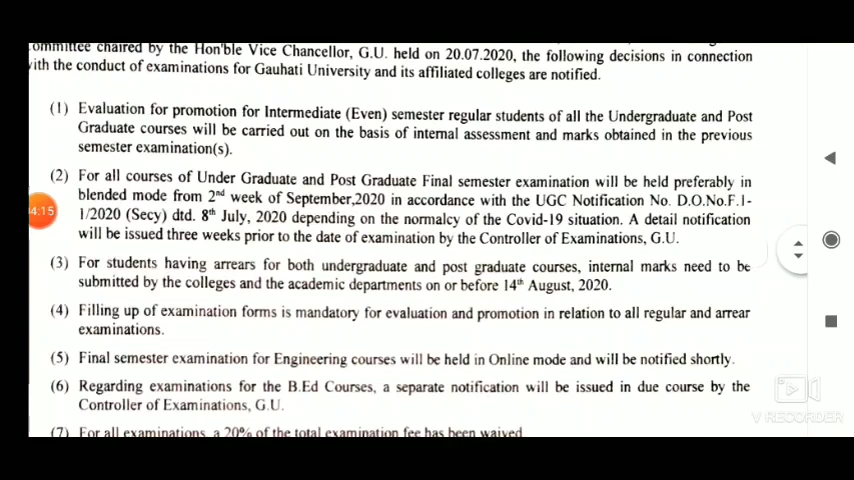 ommittee chaired by the Hon'ble Vice Chancellor, G.U. held on 20.07.2020, the following decisions in connection
with the conduct of examinations for Gauhati University and its affiliated colleges are notified.
(1) Evaluation for promotion for Intermediate (Even) semester regular students of all the Undergraduate and Post
Graduate courses will be carried out on the basis of internal assessment and marks obtained in the previous
semester examination(s).
(2) For all courses of Under Graduate and Post Graduate Final semester examination will be held preferably in
blended mode from 2nd week of September,2020 in accordance with the UGC Notification No. D.O.No.F.1-
1/2020 (Secy) dtd. 8th July, 2020 depending on the normalcy of the Covid-19 situation. A detail notification
will be issued three weeks prior to the date of examination by the Controller of Examinations, G.U.
(3) For students having arrears for both undergraduate and post graduate courses, internal marks need to be
submitted by the colleges and the academic departments on or before 14th August, 2020.
(4) Filling up of examination forms is mandatory for evaluation and promotion in relation to all regular and arrear
examinations.
(5) Final semester examination for Engineering courses will be held in Online mode and will be notified shortly.
(6) Regarding examinations for the B.Ed Courses, a separate notification will be issued in due course by the
Controller of Examinations, G.U.
(7) For all examinations, a 20% of the total examination fee has been waived
4:15
V RECORDER